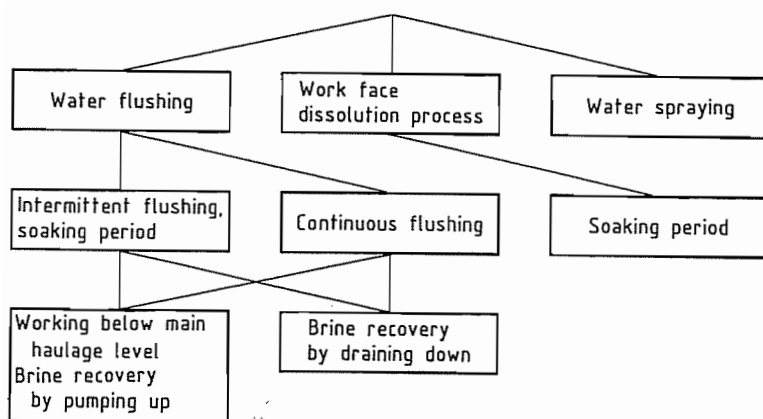 Water flushing
Work face
dissolution process
Water spraying
Intermittent flushing,
soaking period
Continuous flushing
Soaking period
Working below main
haulage level
Brine recovery
by pumping up
Brine recovery
by draining down